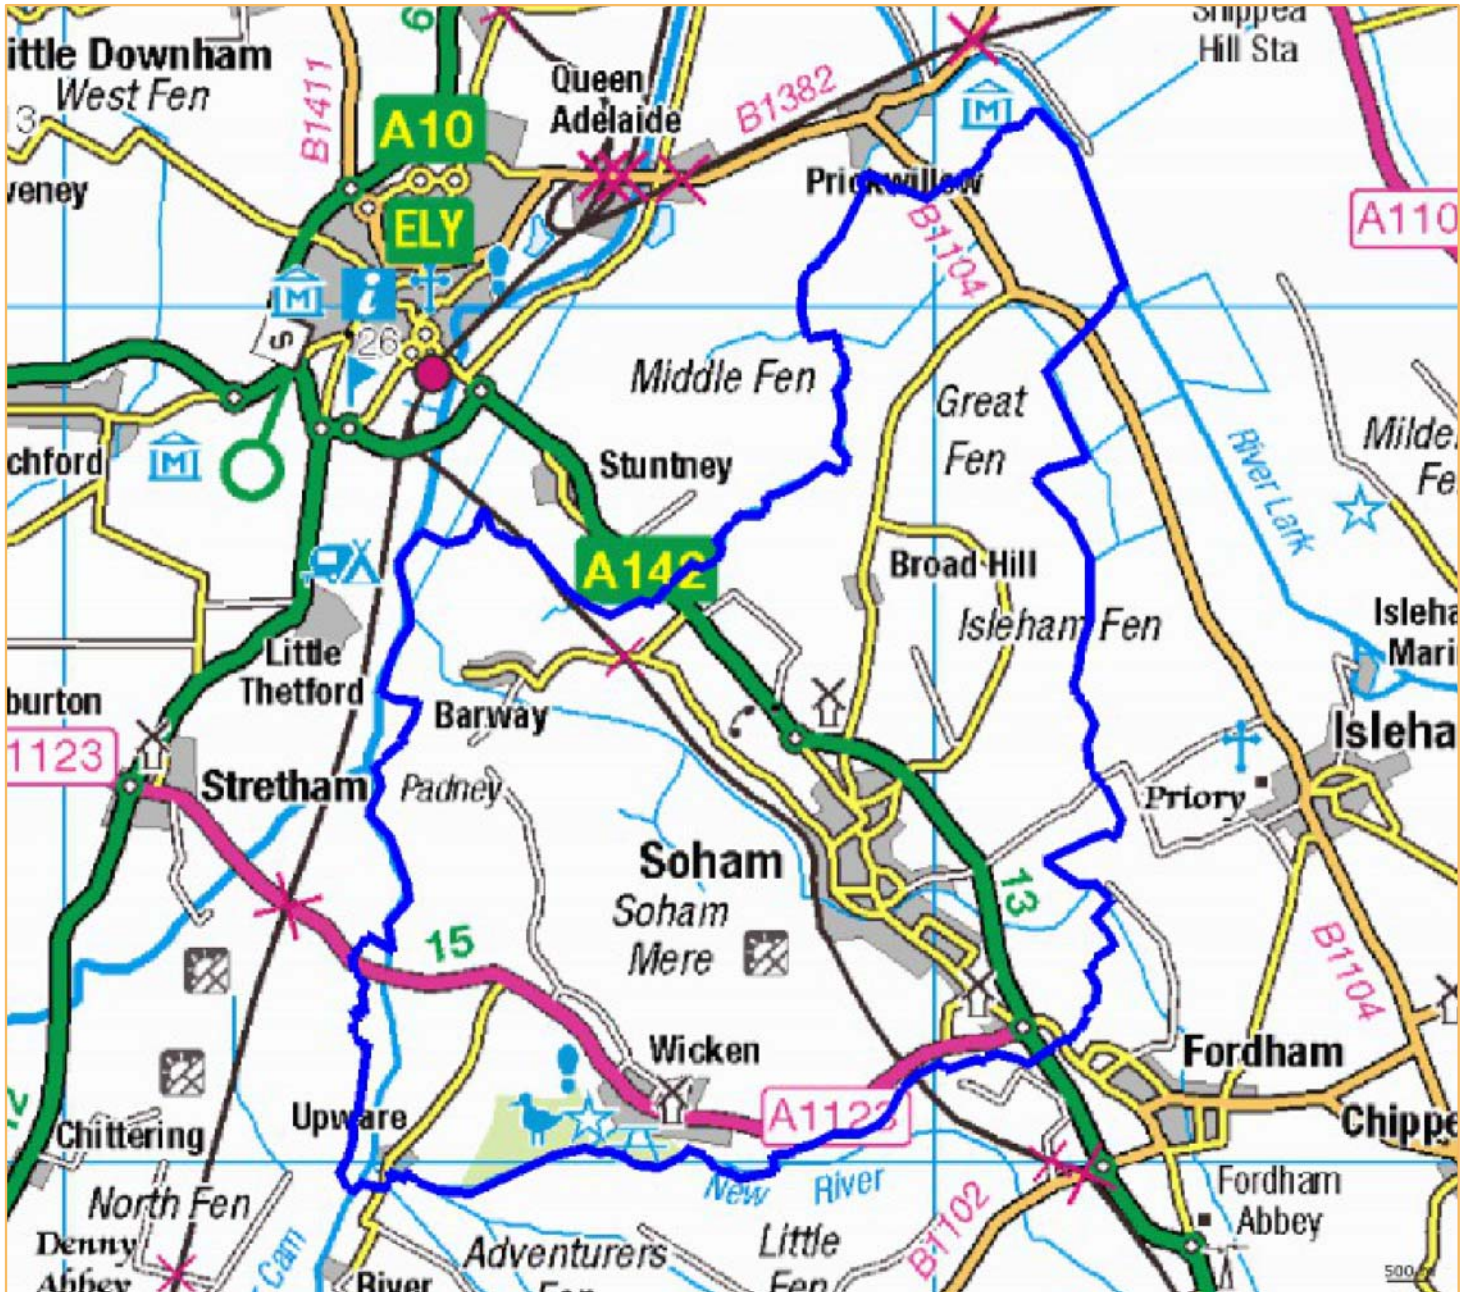 ittle Downham
West Fen
B1411
A10
Queen
Adelaide
B1382
Shippea
Hill Sta
13
veney
ELY
Prickwillow
A110
B1104
26
Middle Fen
Great
Fen
Milde
Fe
chford
Stuntney
River Lark
A142
Broad Hill
Isleham Fen
Isleha
Mari
Little
Thetford
burton
Barway
Isleha
1123
Stretham
Padney
Priory
Soham
Soham
Mere
13
15
B1104
Wicken
Fordham
Upware
A1123
Chippe
Chittering
New River
North Fen
Fordham
Abbey
B1102
Denny
Abbey
Cam
Adventurers
Fen
Little
Fen
River
500 m